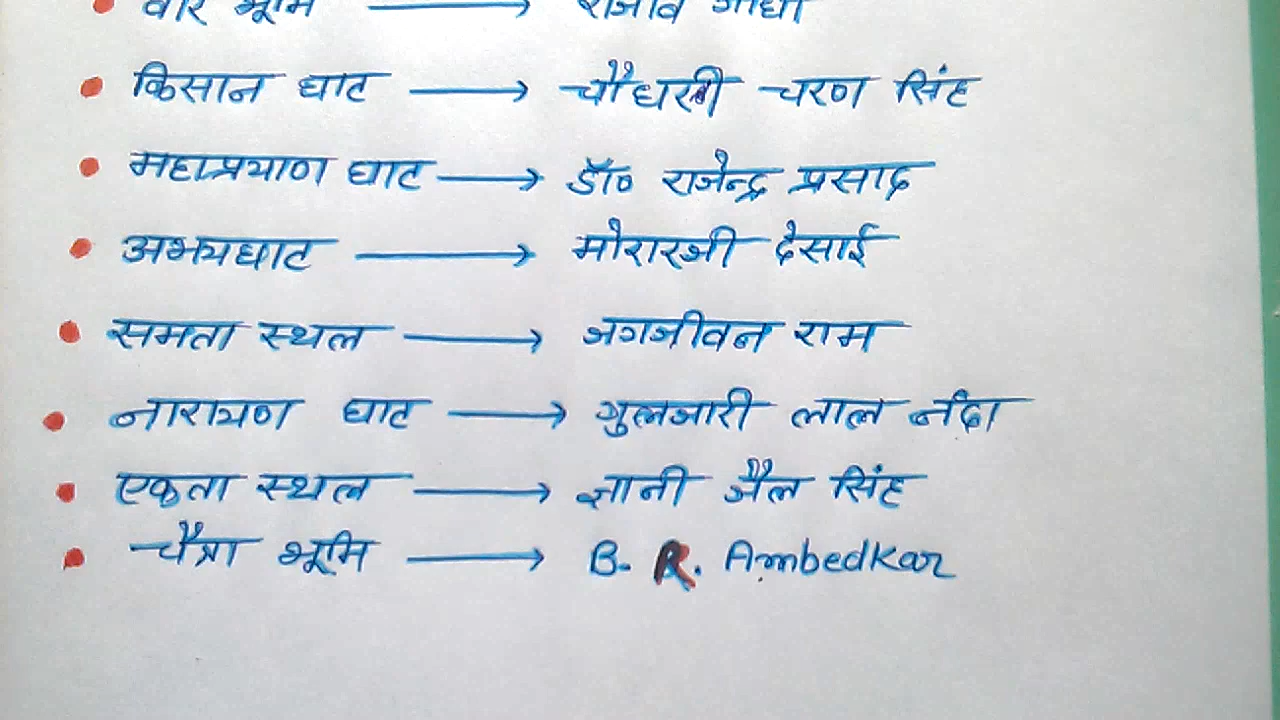 वीर भूमि → राजीव गाँधी
• किसान घाट → चौधरी चरण सिंह
• महाप्रयाण घाट → डॉ० राजेन्द्र प्रसाद
• अभयघाट → मोरारजी देसाई
• समता स्थल → जगजीवन राम
• नारायण घाट → गुलजारी लाल नंदा
• एकता स्थल → ज्ञानी जैल सिंह
• चैत्रा भूमि → B. R. Ambedkar